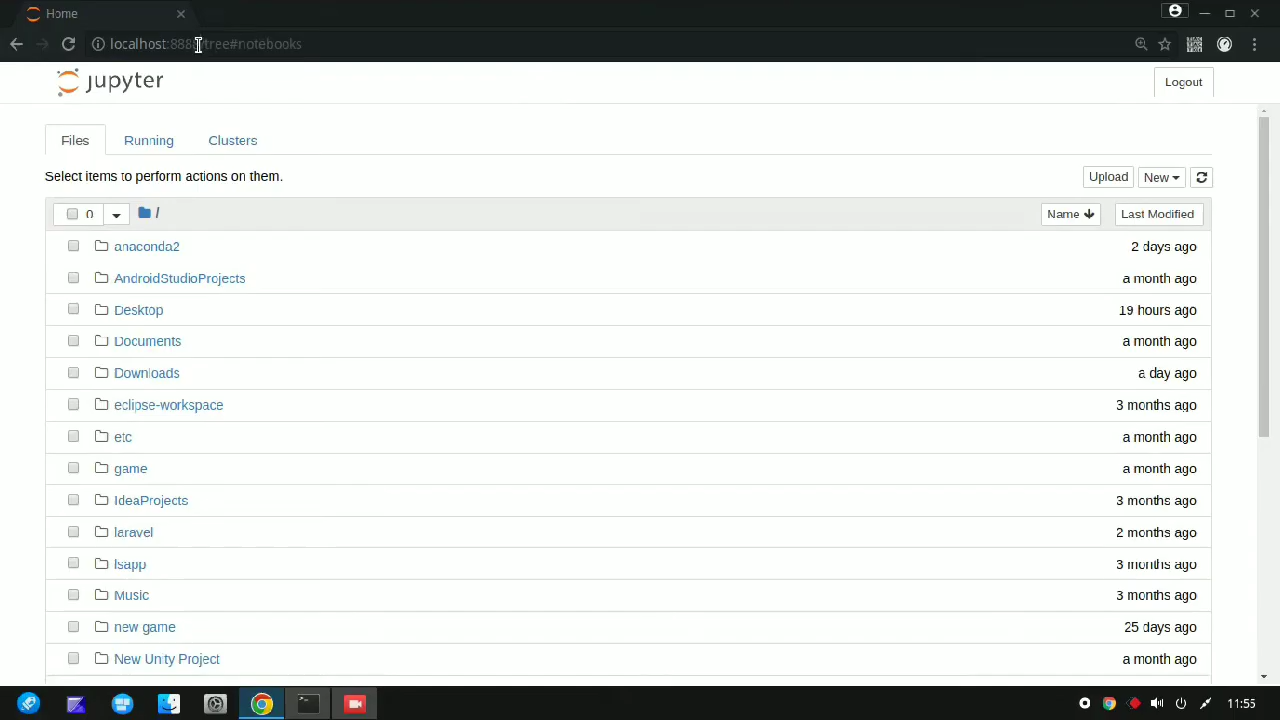 Home
localhost:8888/tree#notebooks
jupyter
Logout
Files Running Clusters
Select items to perform actions on them.
Upload New
0 / Name Last Modified
anaconda2 2 days ago
AndroidStudioProjects a month ago
Desktop 19 hours ago
Documents a month ago
Downloads a day ago
eclipse-workspace 3 months ago
etc a month ago
game a month ago
IdeaProjects 3 months ago
laravel 2 months ago
lsapp 3 months ago
Music 3 months ago
new game 25 days ago
New Unity Project a month ago
11:55